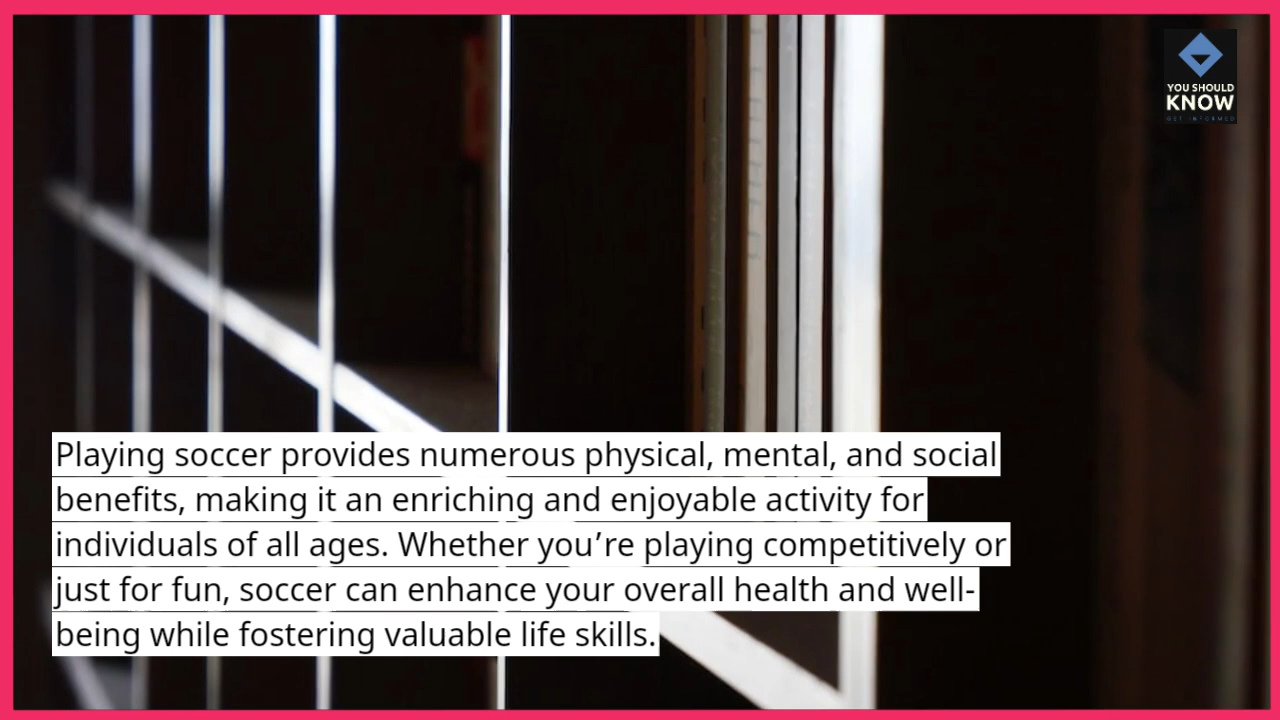 YOU SHOULD
KNOW
GET INFORMED
Playing soccer provides numerous physical, mental, and social
benefits, making it an enriching and enjoyable activity for
individuals of all ages. Whether you’re playing competitively or
just for fun, soccer can enhance your overall health and well-
being while fostering valuable life skills.